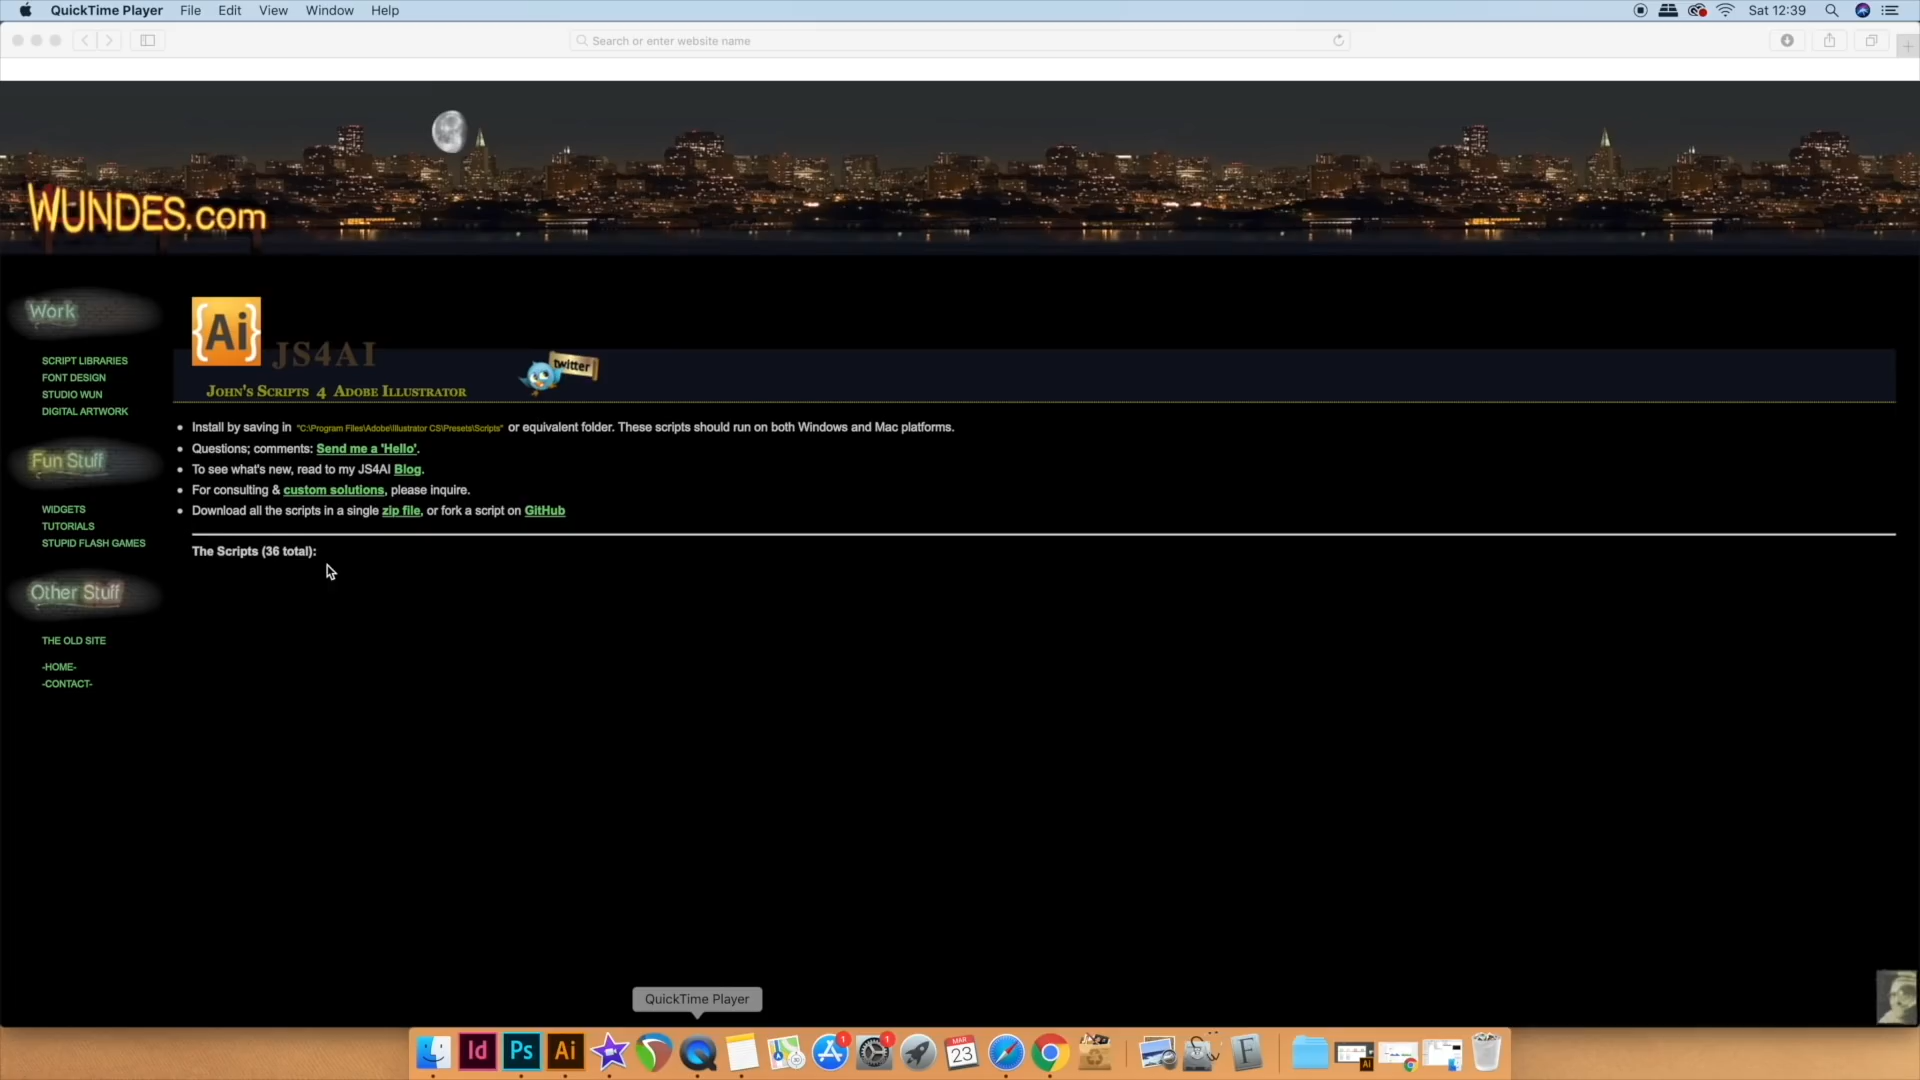 QuickTime Player File Edit View Window Help Sat 12:39
Search or enter website name
WUNDES.com
Work
SCRIPT LIBRARIES
FONT DESIGN
STUDIO WUN
DIGITAL ARTWORK
Fun Stuff
WIDGETS
TUTORIALS
STUPID FLASH GAMES
Other Stuff
THE OLD SITE
-HOME-
-CONTACT-
{Ai} JS4AI
twitter
John's Scripts 4 Adobe Illustrator
Install by saving in "C:\Program Files\Adobe\Illustrator CS\Presets\Scripts" or equivalent folder. These scripts should run on both Windows and Mac platforms.
Questions; comments: Send me a 'Hello'.
To see what's new, read to my JS4AI Blog.
For consulting & custom solutions, please inquire.
Download all the scripts in a single zip file, or fork a script on GitHub
The Scripts (36 total):
QuickTime Player
Id Ps Ai 1 1 MAR 23 F